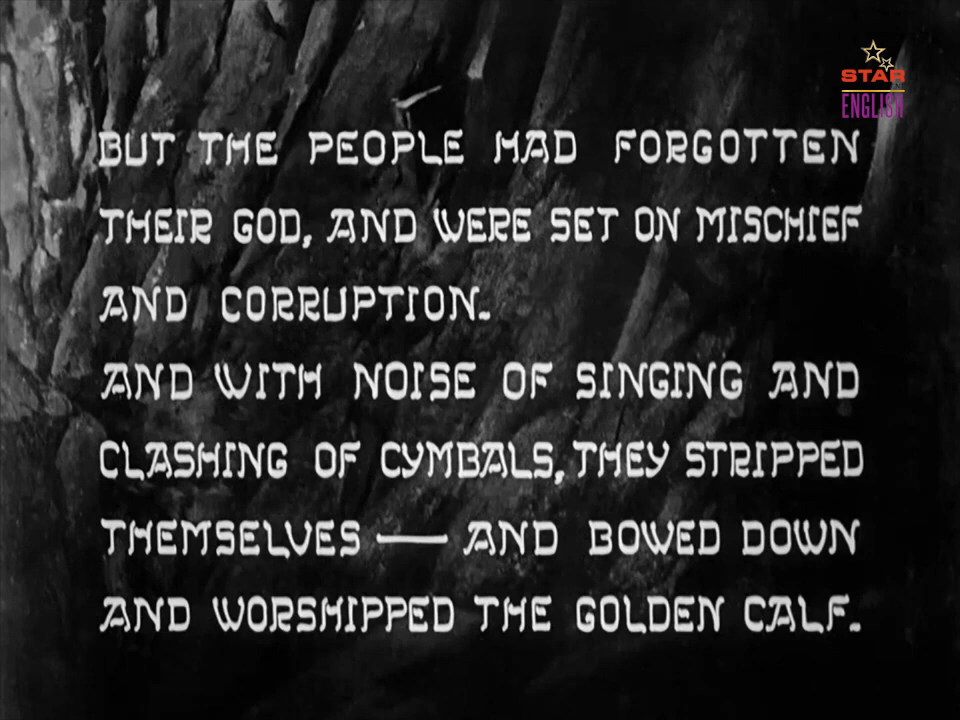 STAR
ENGLISH
BUT THE PEOPLE HAD FORGOTTEN
THEIR GOD, AND WERE SET ON MISCHIEF
AND CORRUPTION.
AND WITH NOISE OF SINGING AND
CLASHING OF CYMBALS, THEY STRIPPED
THEMSELVES — AND BOWED DOWN
AND WORSHIPPED THE GOLDEN CALF.